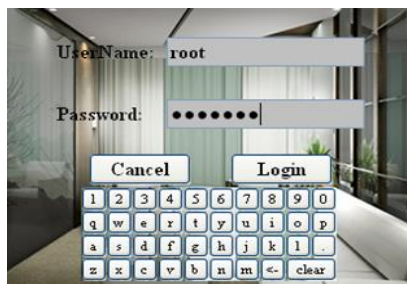 UserName: root
Password: •••••••
Cancel Login
1 2 3 4 5 6 7 8 9 0
q w e r t y u i o p
a s d f g h j k l .
z x c v b n m <- clear